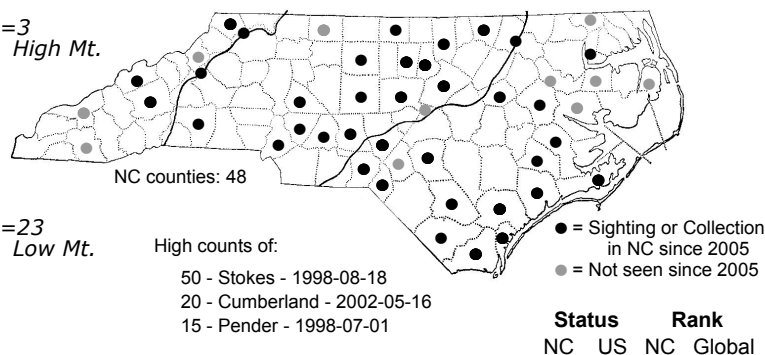 =3
High Mt.
NC counties: 48
=23
Low Mt.
High counts of:
50 - Stokes - 1998-08-18
20 - Cumberland - 2002-05-16
15 - Pender - 1998-07-01
● = Sighting or Collection
in NC since 2005
● = Not seen since 2005
Status Rank
NC US NC Global